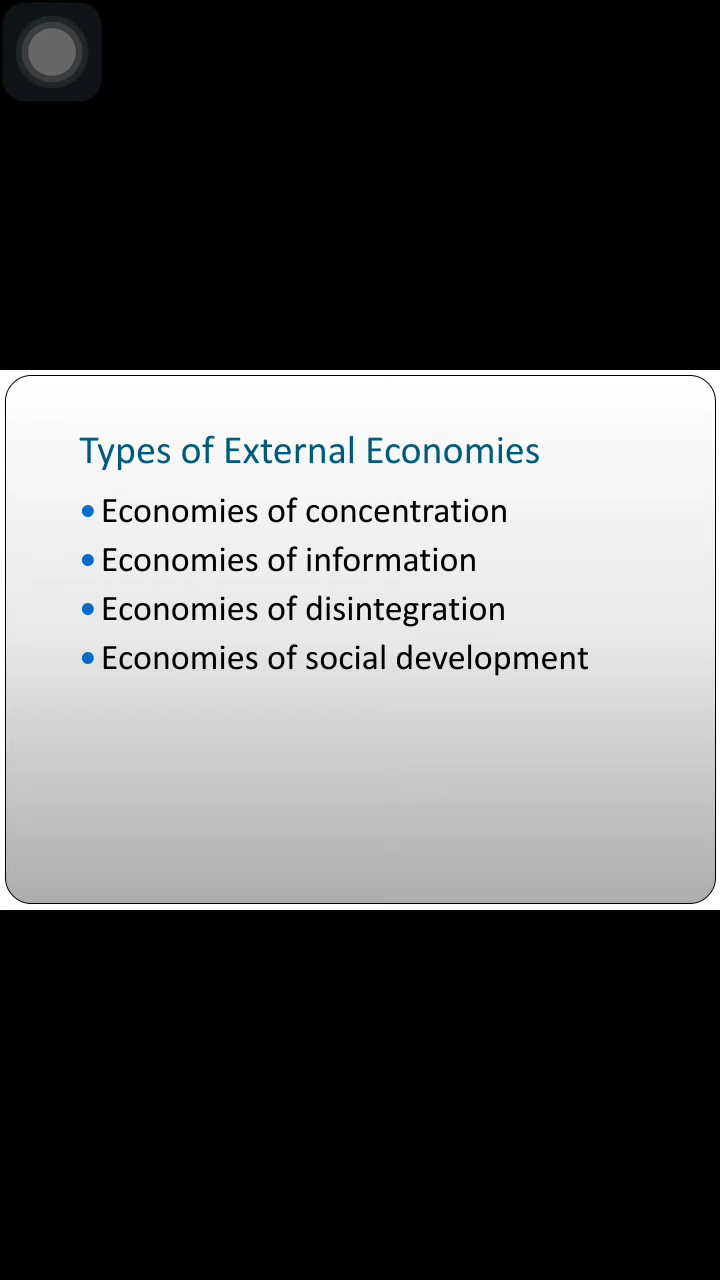 Types of External Economies
• Economies of concentration
• Economies of information
• Economies of disintegration
• Economies of social development